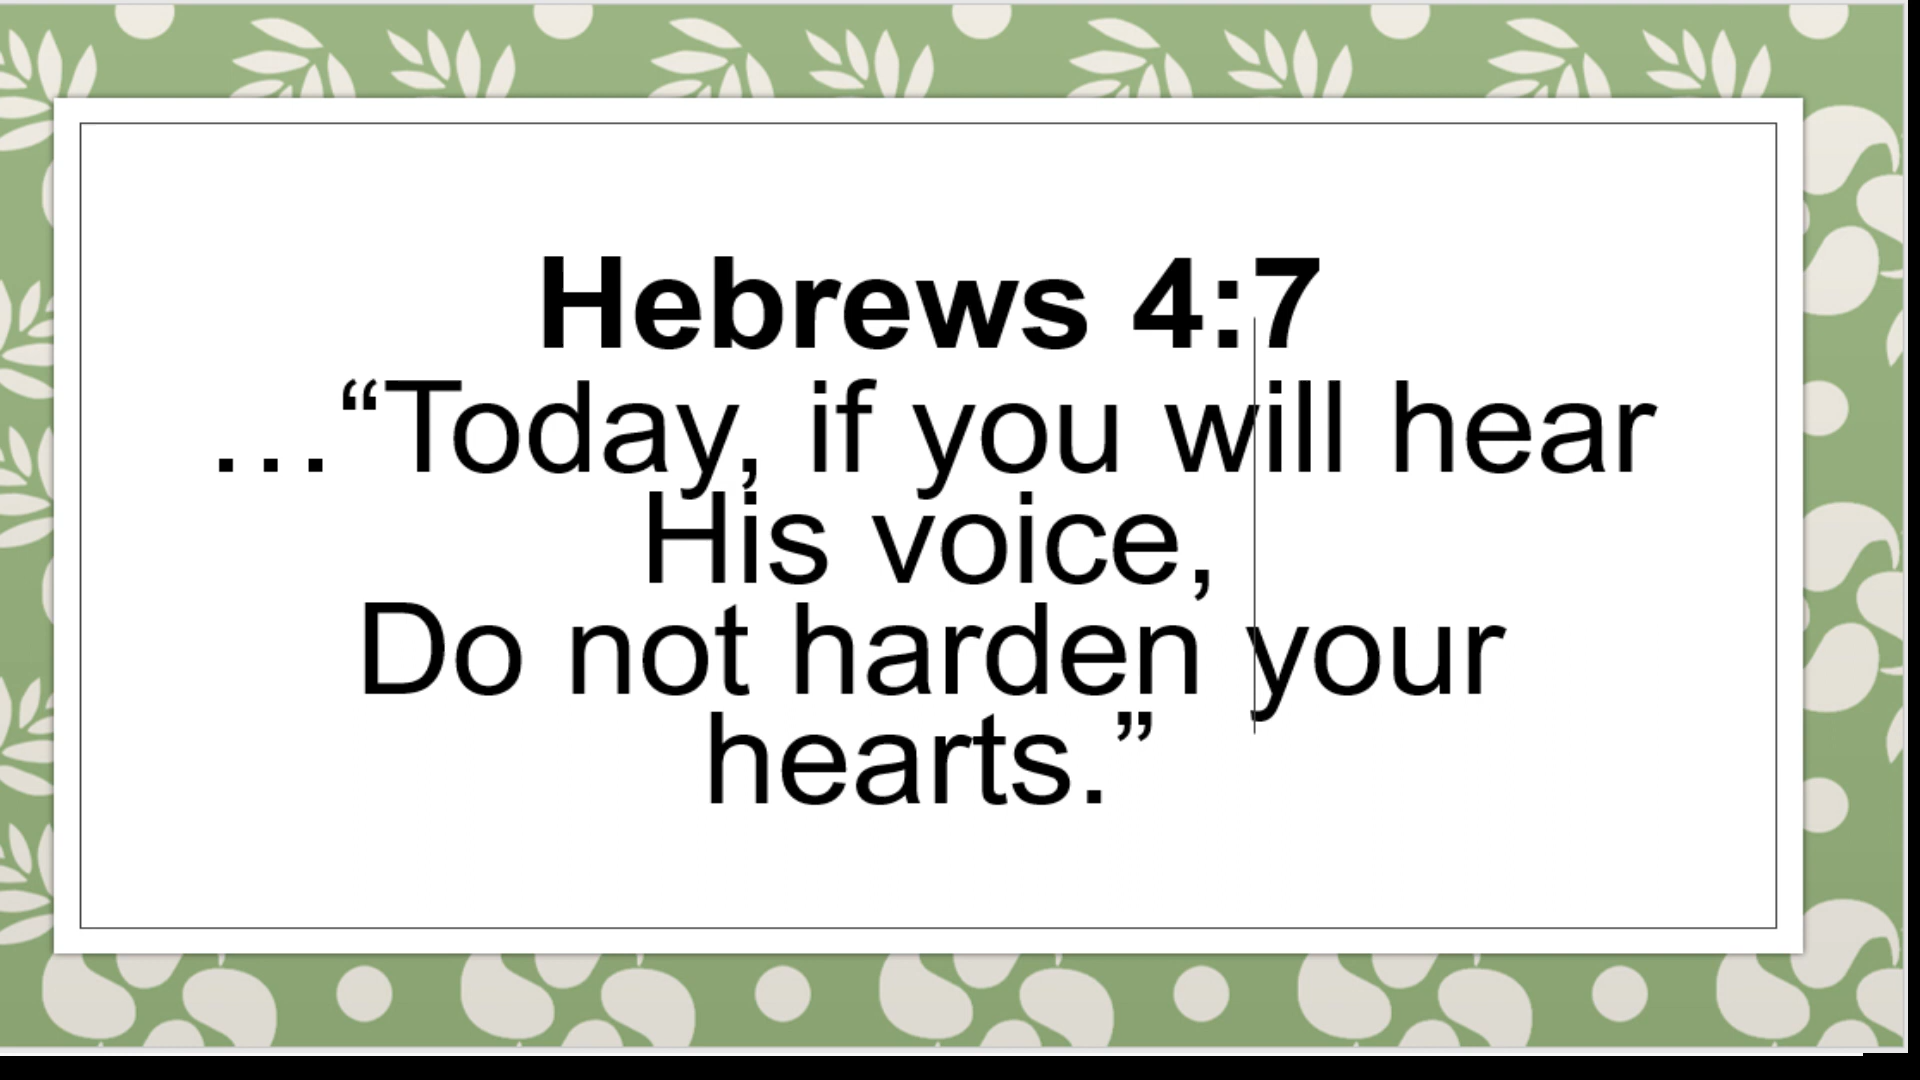 Hebrews 4:7
…“Today, if you will hear
His voice,
Do not harden your
hearts.”